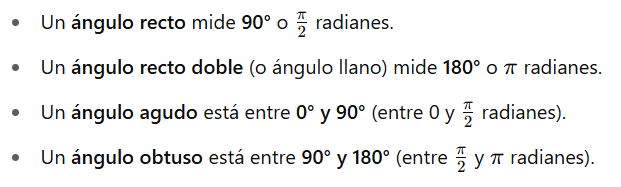 • Un ángulo recto mide 90° o $\frac{\pi}{2}$ radianes.
• Un ángulo recto doble (o ángulo llano) mide 180° o $\pi$ radianes.
• Un ángulo agudo está entre 0° y 90° (entre 0 y $\frac{\pi}{2}$ radianes).
• Un ángulo obtuso está entre 90° y 180° (entre $\frac{\pi}{2}$ y $\pi$ radianes).